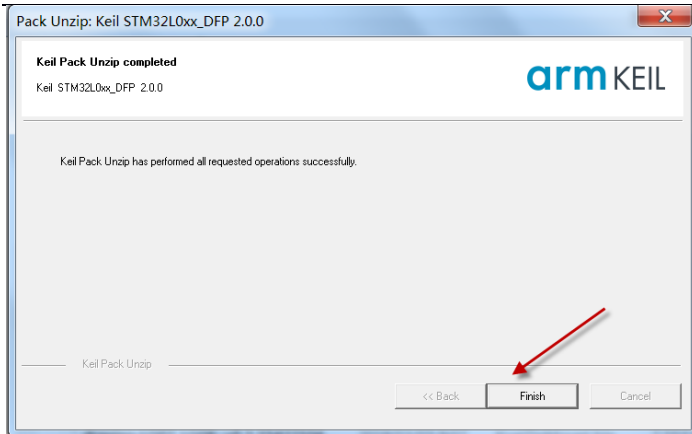 Pack Unzip: Keil STM32L0xx_DFP 2.0.0
Keil Pack Unzip completed
Keil STM32L0xx_DFP 2.0.0
arm KEIL
Keil Pack Unzip has performed all requested operations successfully.
Keil Pack Unzip
<< Back Finish Cancel